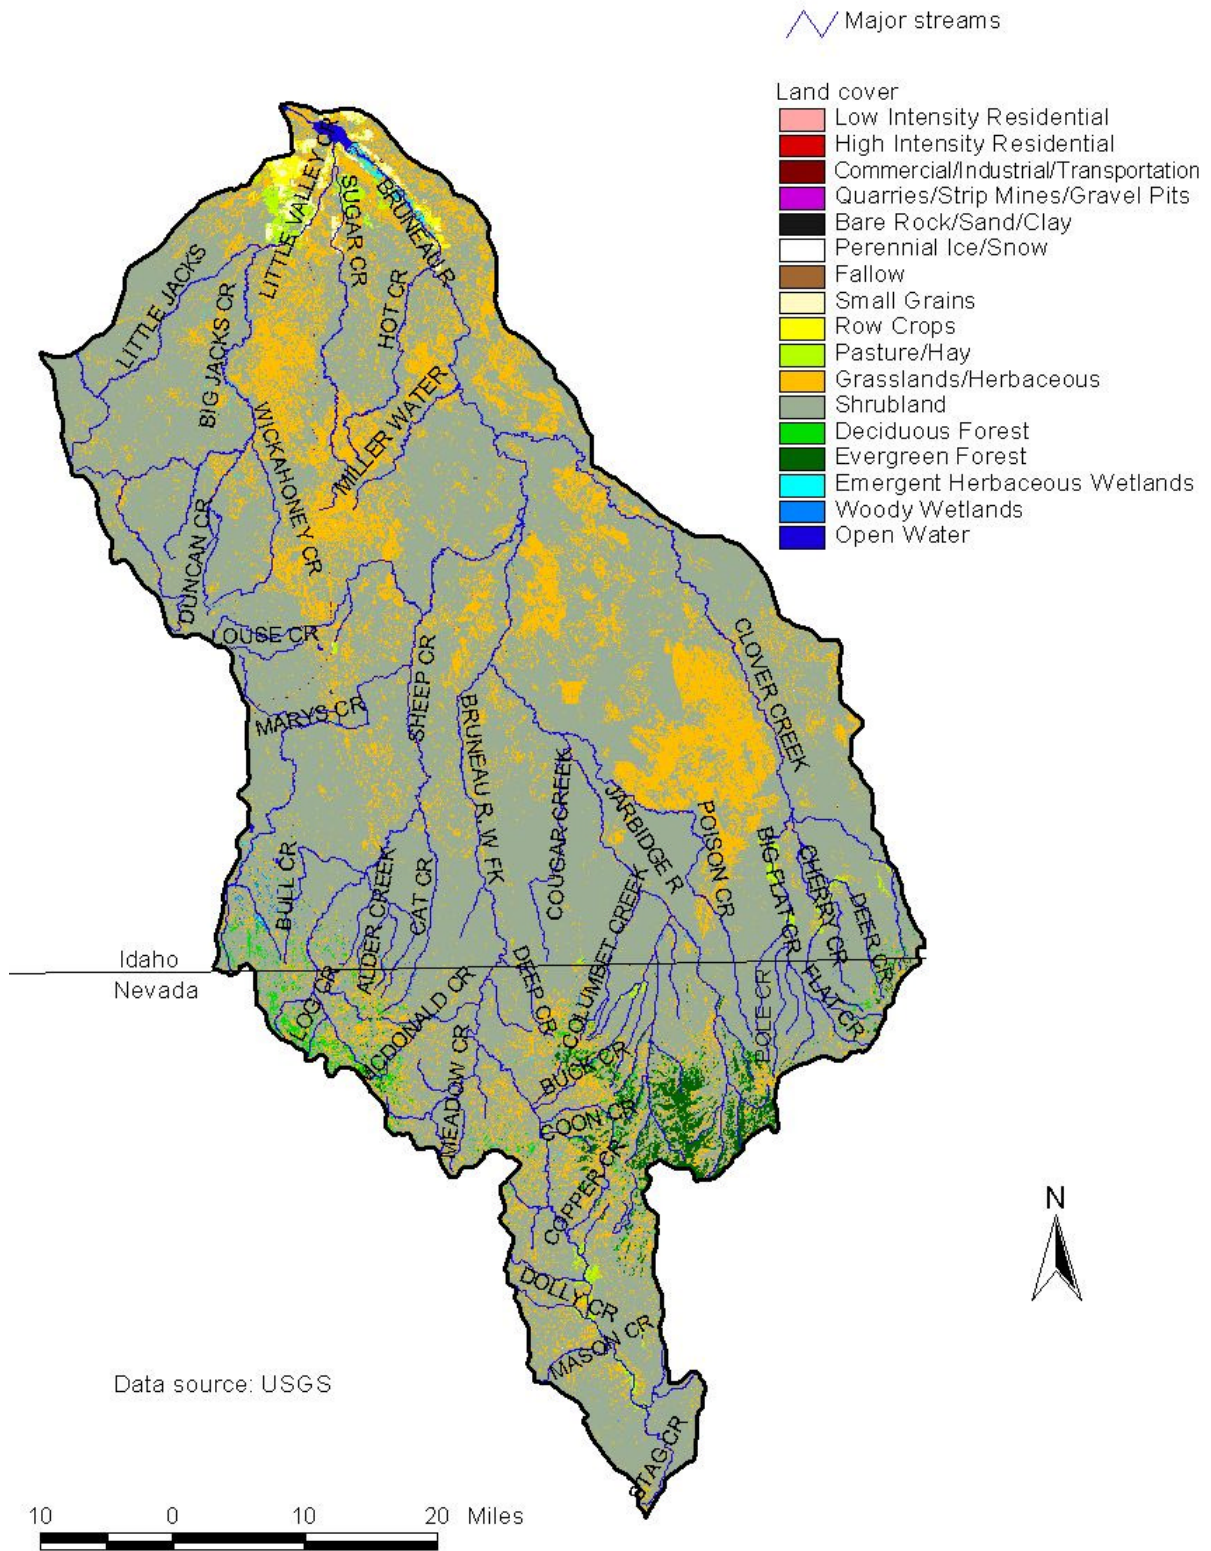 Major streams
Land cover
Low Intensity Residential
High Intensity Residential
Commercial/Industrial/Transportation
Quarries/Strip Mines/Gravel Pits
Bare Rock/Sand/Clay
Perennial Ice/Snow
Fallow
Small Grains
Row Crops
Pasture/Hay
Grasslands/Herbaceous
Shrubland
Deciduous Forest
Evergreen Forest
Emergent Herbaceous Wetlands
Woody Wetlands
Open Water
LITTLE VALLEY CR
SUGAR CR
BRUNEAU R
LITTLE JACKS
BIG JACKS CR
HOT CR
WICKAHONEY CR
MILLER WATER
DUNCAN CR
LOUSE CR
MARYS CR
SHEEP CR
BRUNEAU R, W FK
CLOVER CREEK
COUGAR CREEK
JARBIDGE R
POISON CR
BIG FLAT CR
CHERRY CR
DEER CR
BULL CR
ALDER CREEK
CAT CR
COLUMBET CREEK
Idaho
Nevada
LOG CR
MCDONALD CR
DEEP CR
POLE CR
FLAT CR
MEADOW CR
BUCK CR
COON CR
COPPER CR
N
DOLLY CR
MASON CR
STAG CR
Data source: USGS
10 0 10 20 Miles